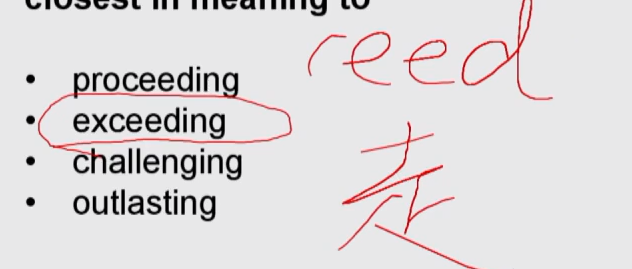 closest in meaning to
• proceeding
• exceeding
• challenging
• outlasting
ceed
走